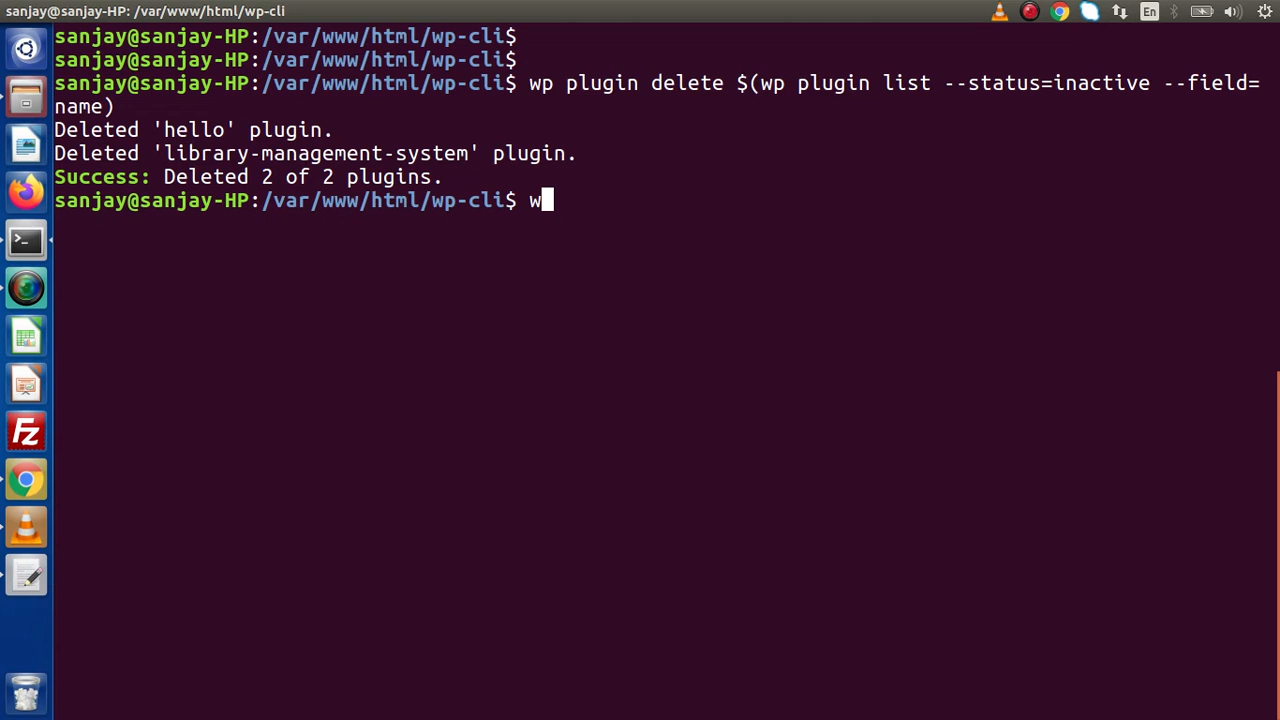 sanjay@sanjay-HP: /var/www/html/wp-cli
En
sanjay@sanjay-HP:/var/www/html/wp-cli$
sanjay@sanjay-HP:/var/www/html/wp-cli$
sanjay@sanjay-HP:/var/www/html/wp-cli$ wp plugin delete $(wp plugin list --status=inactive --field=
name)
Deleted 'hello' plugin.
Deleted 'library-management-system' plugin.
Success: Deleted 2 of 2 plugins.
sanjay@sanjay-HP:/var/www/html/wp-cli$ w
>_
Fz